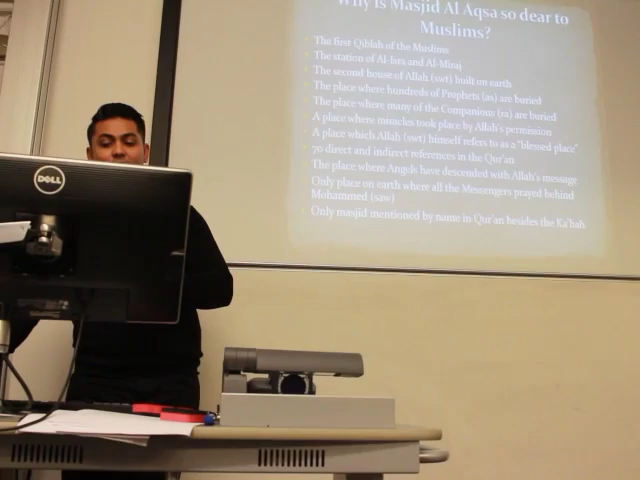 Why is Masjid Al Aqsa so dear to
Muslims?
The first Qiblah of the Muslims
The station of Al-Isra and Al-Miraj
The second house of Allah (swt) built on earth
The place where hundreds of Prophets (as) are buried
The place where many of the Companions (ra) are buried
A place where miracles took place by Allah's permission
A place which Allah (swt) himself refers to as a "blessed place"
70 direct and indirect references in the Qur'an
The place where Angels have descended with Allah's message
Only place on earth where all the Messengers prayed behind
Mohammed (saw)
Only masjid mentioned by name in Qur'an besides the Ka'bah
DELL